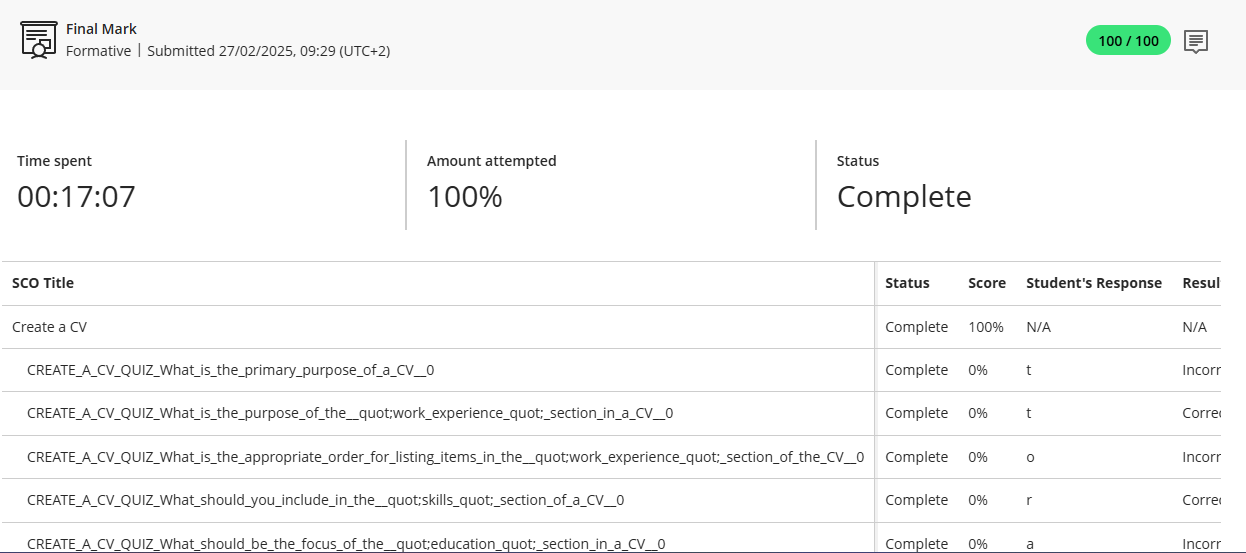 Final Mark
Formative | Submitted 27/02/2025, 09:29 (UTC+2)
100 / 100
Time spent
00:17:07
Amount attempted
100%
Status
Complete
SCO Title Status Score Student's Response Resul
Create a CV Complete 100% N/A N/A
CREATE_A_CV_QUIZ_What_is_the_primary_purpose_of_a_CV__0 Complete 0% t Incorr
CREATE_A_CV_QUIZ_What_is_the_purpose_of_the__quot;work_experience_quot;_section_in_a_CV__0 Complete 0% t Correc
CREATE_A_CV_QUIZ_What_is_the_appropriate_order_for_listing_items_in_the__quot;work_experience_quot;_section_of_the_CV__0 Complete 0% o Incorr
CREATE_A_CV_QUIZ_What_should_you_include_in_the__quot;skills_quot;_section_of_a_CV__0 Complete 0% r Correc
CREATE_A_CV_QUIZ_What_should_be_the_focus_of_the__quot;education_quot;_section_in_a_CV__0 Complete 0% a Incorr